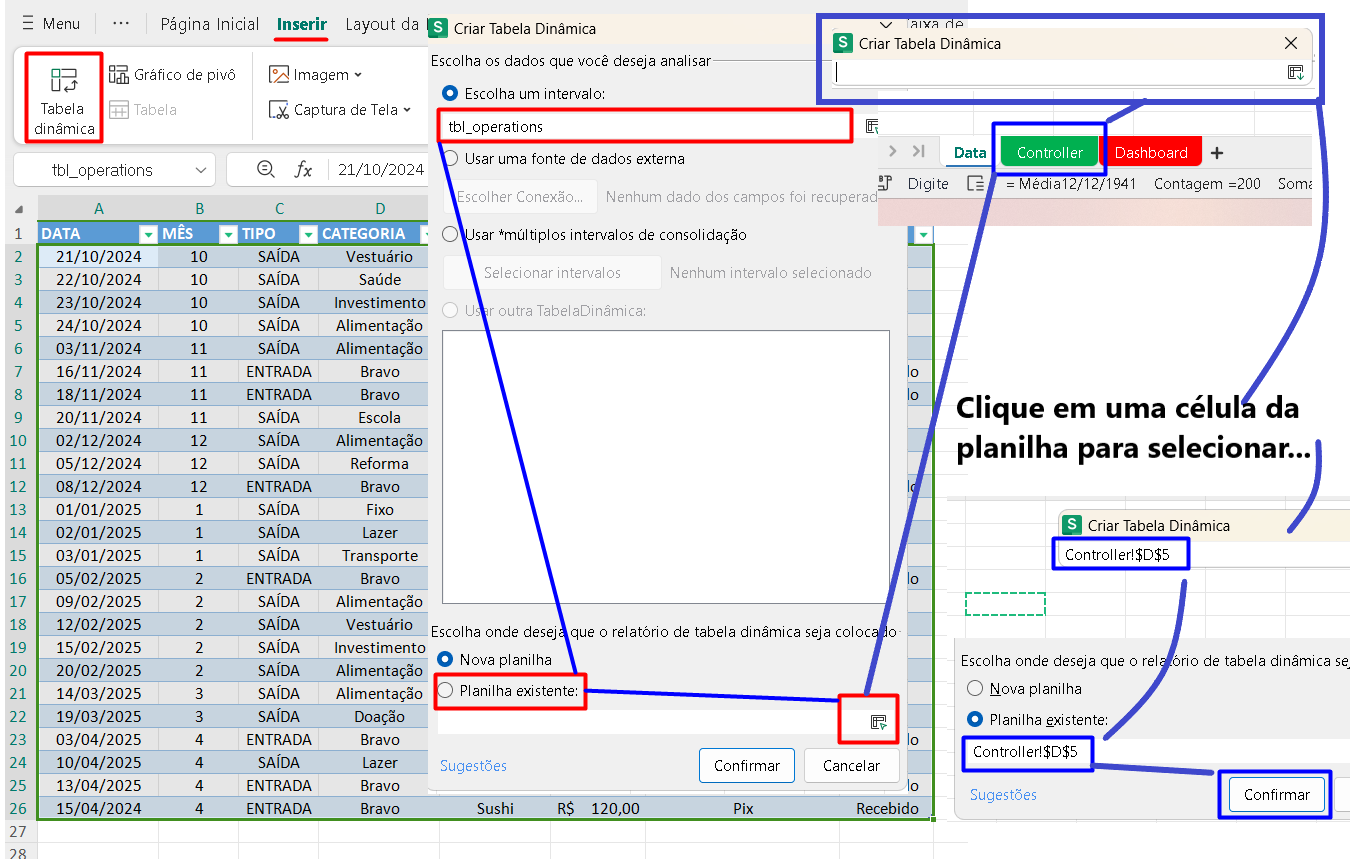 Menu ··· Página Inicial Inserir Layout da
Tabela
dinâmica
Gráfico de pivô
Tabela
Imagem
Captura de Tela
tbl_operations fx 21/10/2024
A B C D
1 DATA MÊS TIPO CATEGORIA
2 21/10/2024 10 SAÍDA Vestuário
3 22/10/2024 10 SAÍDA Saúde
4 23/10/2024 10 SAÍDA Investimento
5 24/10/2024 10 SAÍDA Alimentação
6 03/11/2024 11 SAÍDA Alimentação
7 16/11/2024 11 ENTRADA Bravo lo
8 18/11/2024 11 ENTRADA Bravo lo
9 20/11/2024 11 SAÍDA Escola
10 02/12/2024 12 SAÍDA Alimentação
11 05/12/2024 12 SAÍDA Reforma
12 08/12/2024 12 ENTRADA Bravo lo
13 01/01/2025 1 SAÍDA Fixo
14 02/01/2025 1 SAÍDA Lazer
15 03/01/2025 1 SAÍDA Transporte
16 05/02/2025 2 ENTRADA Bravo lo
17 09/02/2025 2 SAÍDA Alimentação
18 12/02/2025 2 SAÍDA Vestuário
19 15/02/2025 2 SAÍDA Investimento
20 20/02/2025 2 SAÍDA Alimentação
21 14/03/2025 3 SAÍDA Alimentação
22 19/03/2025 3 SAÍDA Doação
23 03/04/2025 4 ENTRADA Bravo lo
24 10/04/2025 4 SAÍDA Lazer
25 13/04/2025 4 ENTRADA Bravo lo
26 15/04/2024 4 ENTRADA Bravo Sushi R$ 120,00 Pix Recebido
27
28
S Criar Tabela Dinâmica
Escolha os dados que você deseja analisar
Escolha um intervalo:
tbl_operations
Usar uma fonte de dados externa
Escolher Conexão... Nenhum dado dos campos foi recuperad
Usar *múltiplos intervalos de consolidação
Selecionar intervalos Nenhum intervalo selecionado
Usar outra TabelaDinâmica:
Escolha onde deseja que o relatório de tabela dinâmica seja colocado
Nova planilha
Planilha existente:
Sugestões Confirmar Cancelar
aixa de
S Criar Tabela Dinâmica
Data Controller Dashboard +
Digite = Média12/12/1941 Contagem =200 Soma
Clique em uma célula da
planilha para selecionar...
S Criar Tabela Dinâmica
Controller!$D$5
Escolha onde deseja que o relatório de tabela dinâmica se
Nova planilha
Planilha existente:
Controller!$D$5
Sugestões Confirmar